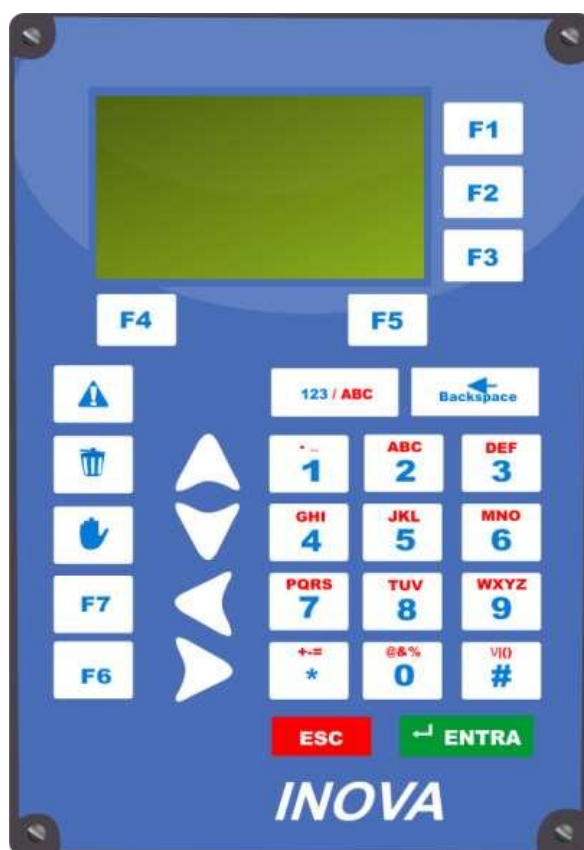 F1
F2
F3
F4 F5
123 / ABC
Backspace
- _ ABC DEF
1 2 3
GHI JKL MNO
4 5 6
F7
PQRS TUV WXYZ
7 8 9
F6
+-= @&%
* 0 #
ESC
ENTRA
INOVA